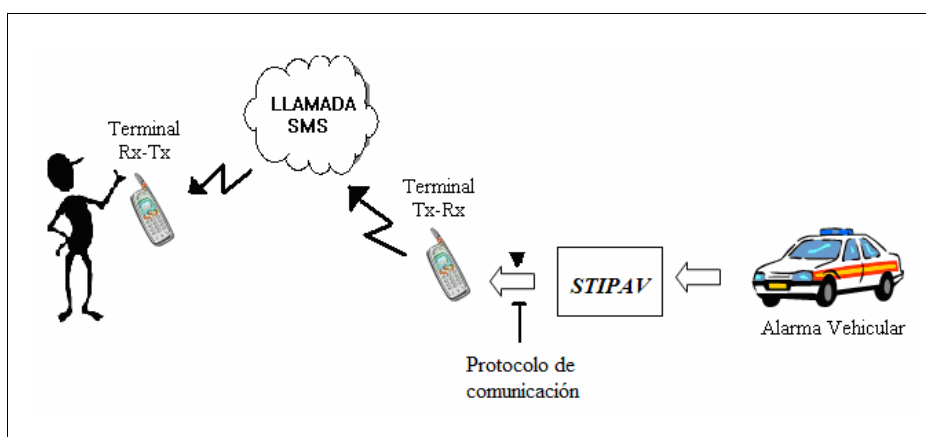 LLAMADA
SMS
Terminal
Rx-Tx
Terminal
Tx-Rx
STIPAV
Alarma Vehicular
Protocolo de
comunicación